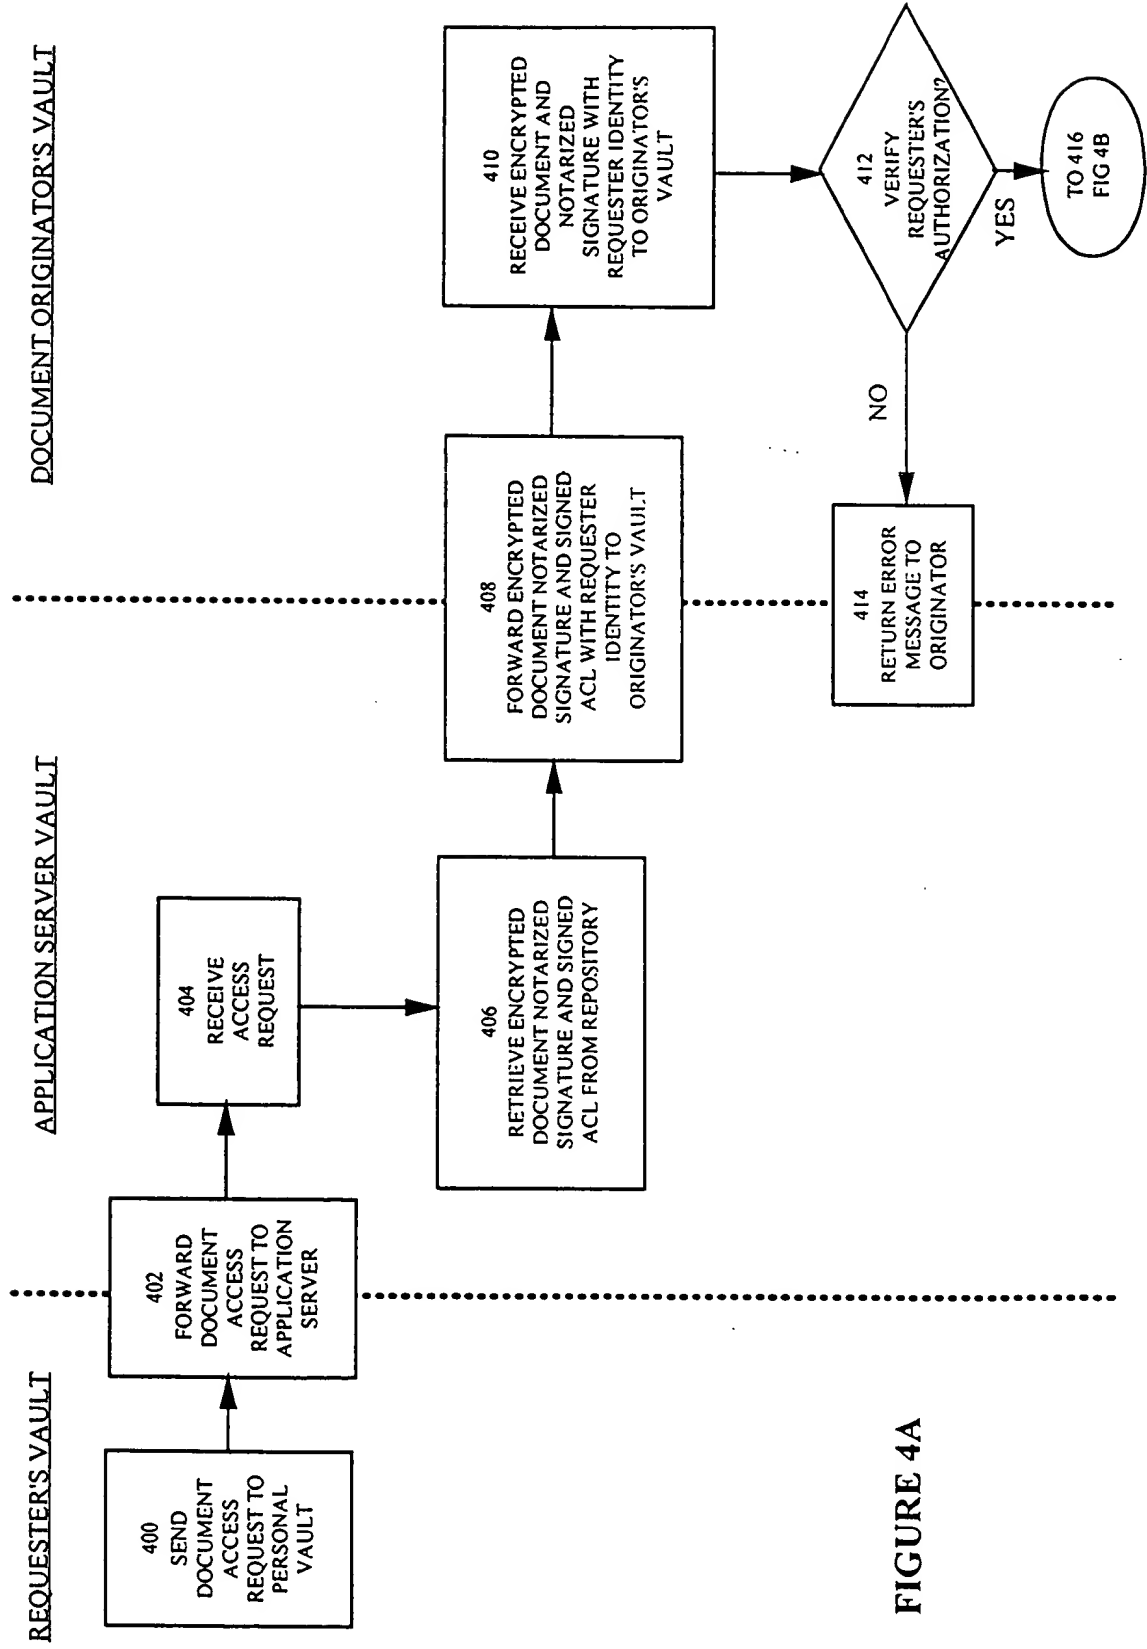 REQUESTER'S VAULT
APPLICATION SERVER VAULT
DOCUMENT ORIGINATOR'S VAULT
400
SEND
DOCUMENT
ACCESS
REQUEST TO
PERSONAL
VAULT
402
FORWARD
DOCUMENT
ACCESS
REQUEST TO
APPLICATION
SERVER
404
RECEIVE
ACCESS
REQUEST
406
RETRIEVE ENCRYPTED
DOCUMENT NOTARIZED
SIGNATURE AND SIGNED
ACL FROM REPOSITORY
408
FORWARD ENCRYPTED
DOCUMENT NOTARIZED
SIGNATURE AND SIGNED
ACL WITH REQUESTER
IDENTITY TO
ORIGINATOR'S VAULT
410
RECEIVE ENCRYPTED
DOCUMENT AND
NOTARIZED
SIGNATURE WITH
REQUESTER IDENTITY
TO ORIGINATOR'S
VAULT
412
VERIFY
REQUESTER'S
AUTHORIZATION?
NO
YES
414
RETURN ERROR
MESSAGE TO
ORIGINATOR
TO 416
FIG 4B
FIGURE 4A